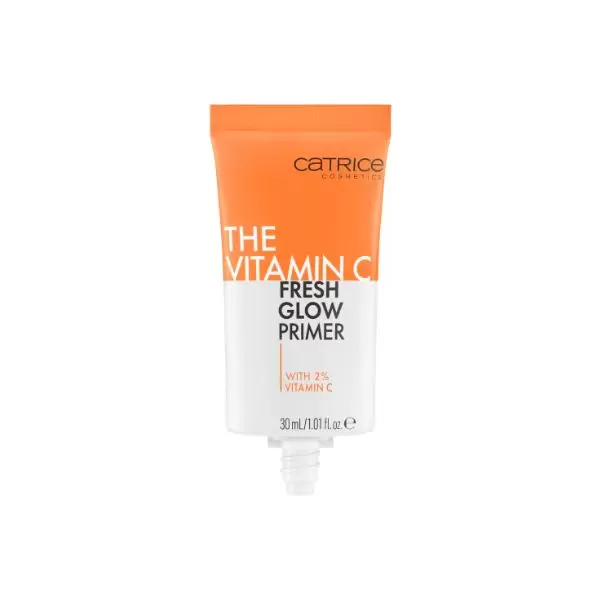 CATRICE
COSMETICS
THE
VITAMIN C
FRESH
GLOW
PRIMER
WITH 2%
VITAMIN C
30 mL/1.01 fl. oz. ℮